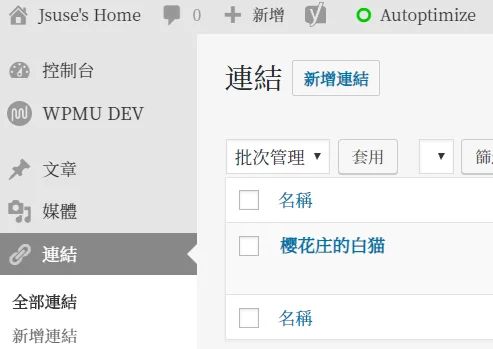 Jsuse's Home 0 新增 Autoptimize
控制台
WPMU DEV
文章
媒體
連結
全部連結
新增連結
連結 新增連結
批次管理 套用 篩
名稱
櫻花庄的白猫
名稱